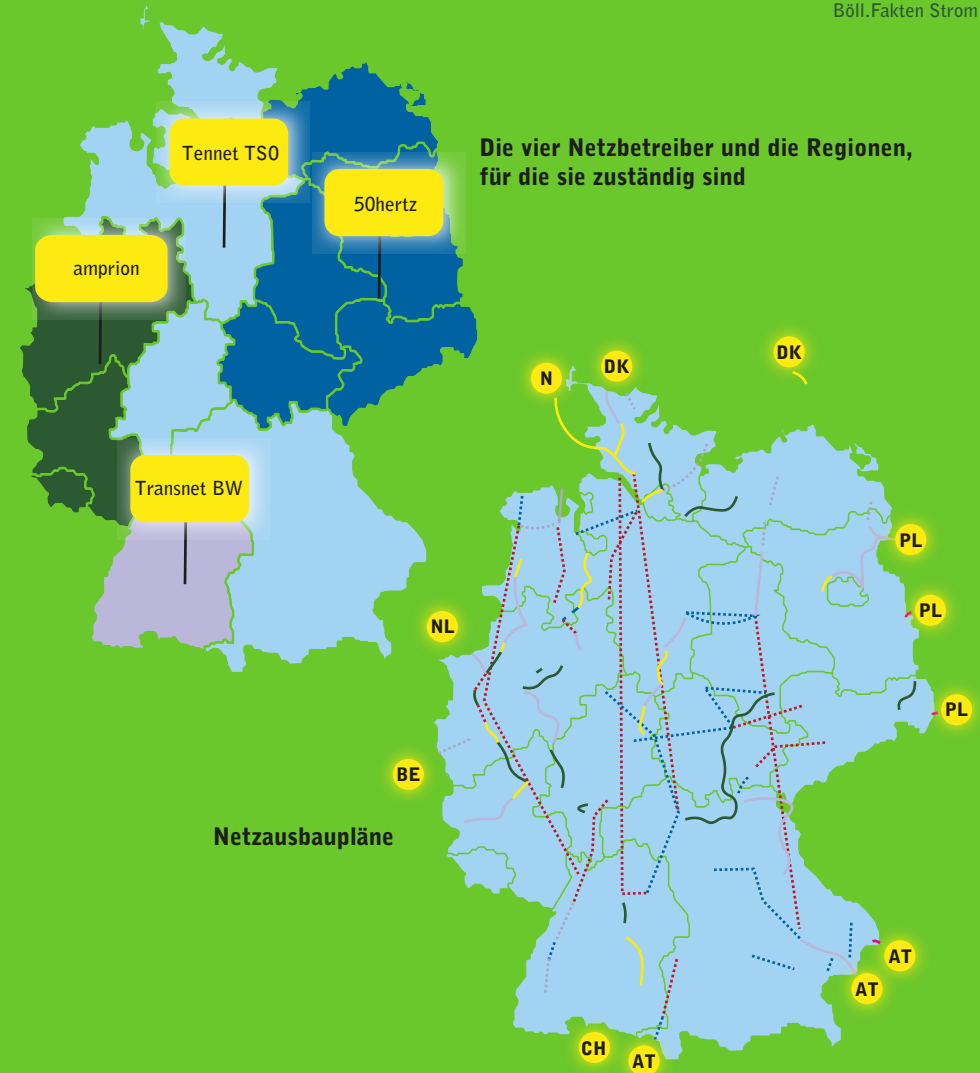 Böll.Fakten Strom
Tennet TSO
Die vier Netzbetreiber und die Regionen,
für die sie zuständig sind
50hertz
amprion
Transnet BW
DK
N
DK
PL
PL
NL
PL
BE
Netzausbaupläne
AT
AT
CH
AT